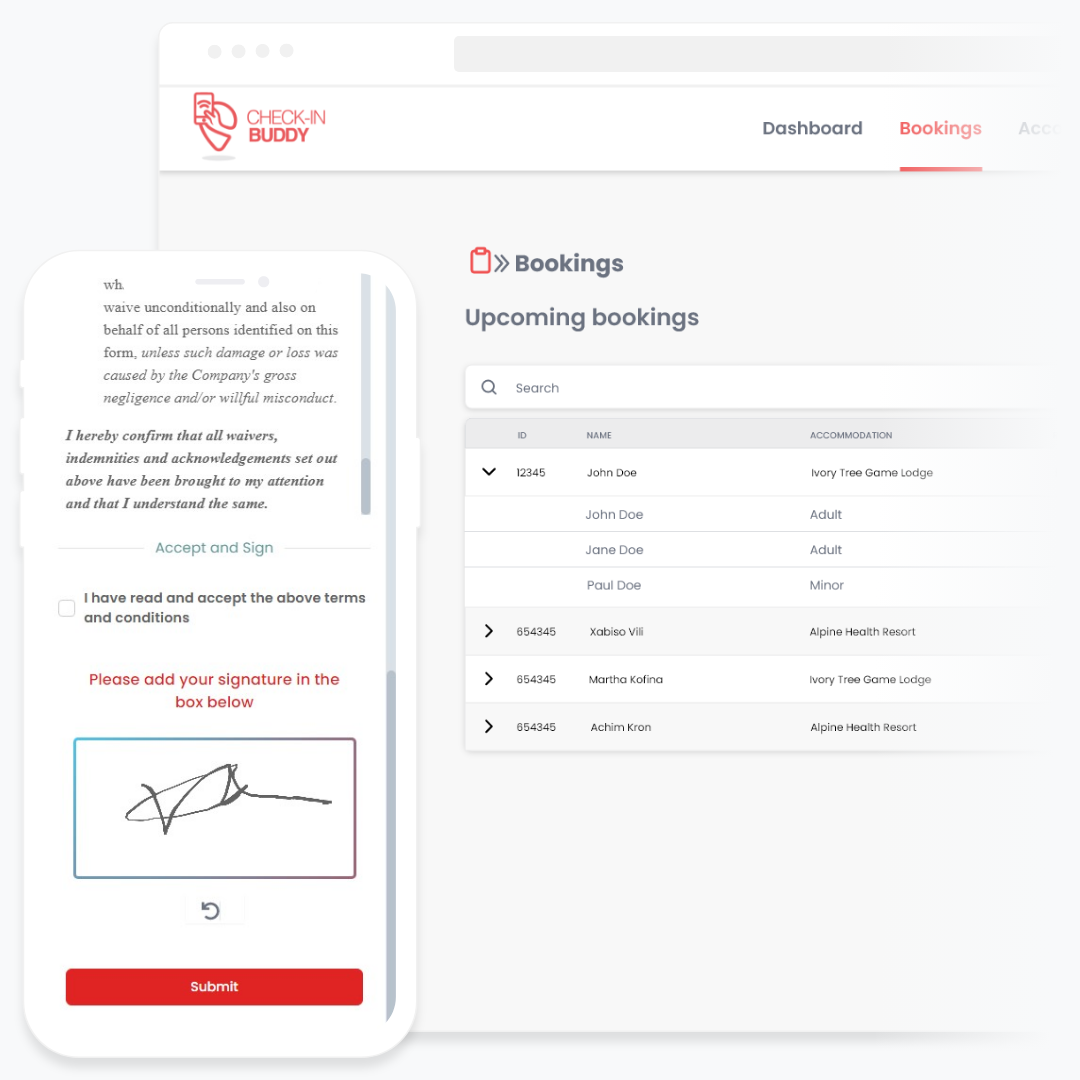 CHECK-IN
BUDDY
Dashboard Bookings Acce
Bookings
Upcoming bookings
Search
ID NAME ACCOMMODATION
12345 John Doe Ivory Tree Game Lodge
John Doe Adult
Jane Doe Adult
Paul Doe Minor
654345 Xabiso Vili Alpine Health Resort
654345 Martha Kofina Ivory Tree Game Lodge
654345 Achim Kron Alpine Health Resort
wh
waive unconditionally and also on
behalf of all persons identified on this
form, unless such damage or loss was
caused by the Company's gross
negligence and/or willful misconduct.
I hereby confirm that all waivers,
indemnities and acknowledgements set out
above have been brought to my attention
and that I understand the same.
Accept and Sign
I have read and accept the above terms
and conditions
Please add your signature in the
box below
Submit